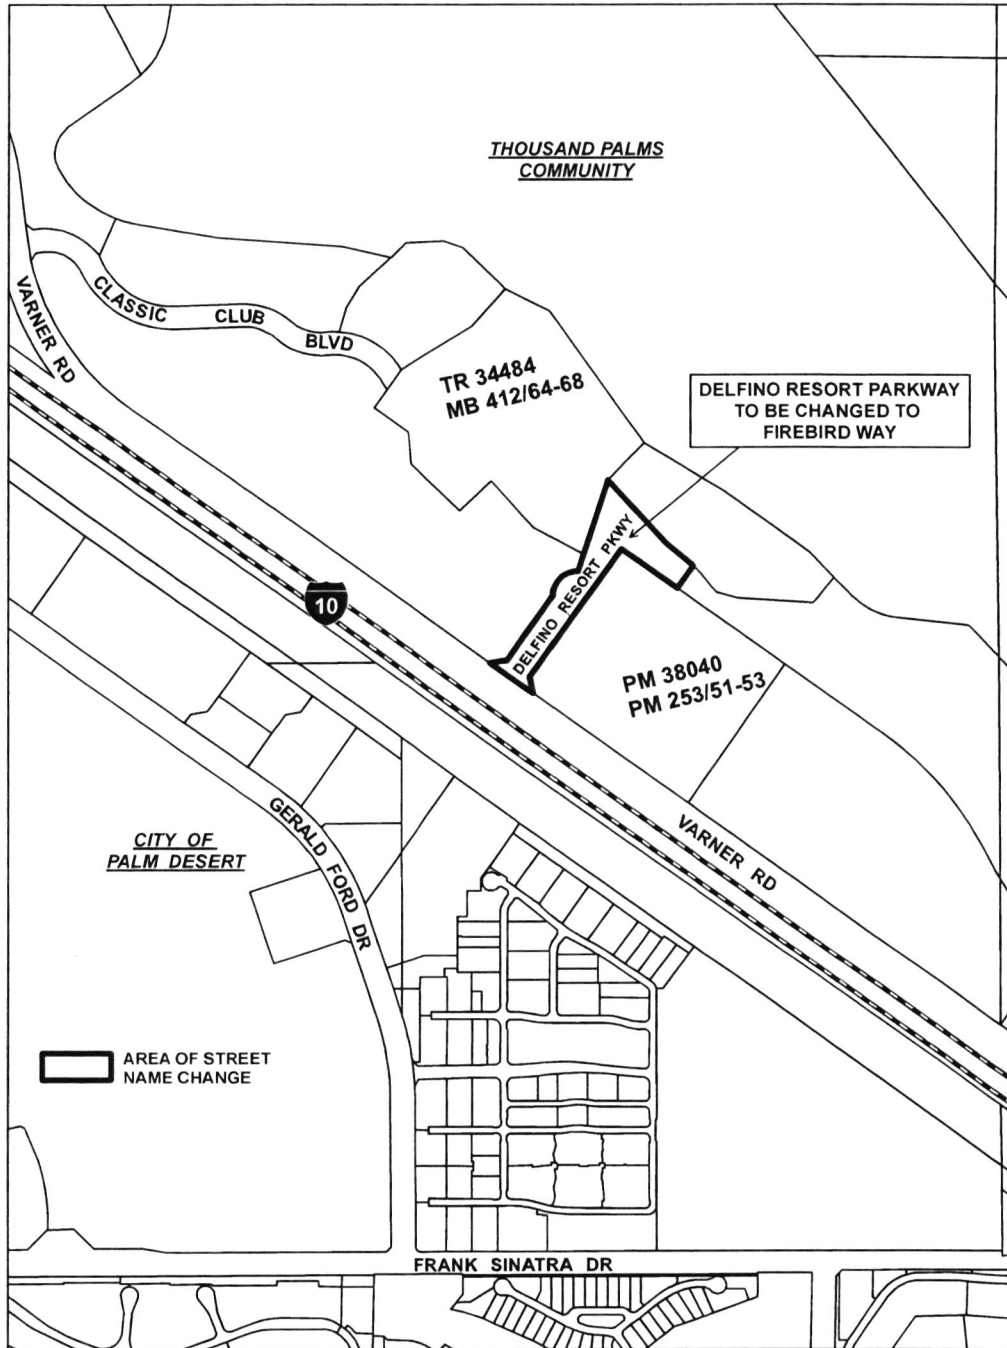 THOUSAND PALMS
COMMUNITY
VARNER RD
CLASSIC CLUB BLVD
TR 34484
MB 412/64-68
DELFINO RESORT PARKWAY
TO BE CHANGED TO
FIREBIRD WAY
DELFINO RESORT PKWY
10
PM 38040
PM 253/51-53
GERALD FORD DR
CITY OF
PALM DESERT
VARNER RD
AREA OF STREET
NAME CHANGE
FRANK SINATRA DR